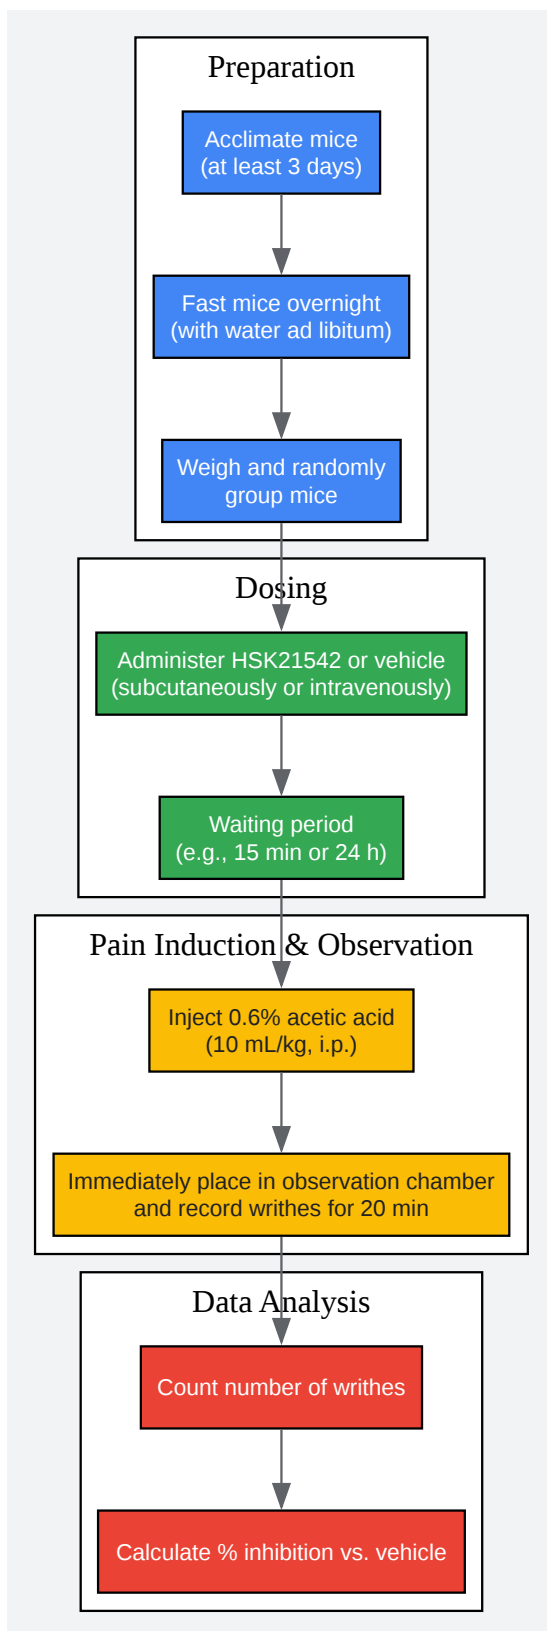 Preparation
Acclimate mice
(at least 3 days)
Fast mice overnight
(with water ad libitum)
Weigh and randomly
group mice
Dosing
Administer HSK21542 or vehicle
(subcutaneously or intravenously)
Waiting period
(e.g., 15 min or 24 h)
Pain Induction & Observation
Inject 0.6% acetic acid
(10 mL/kg, i.p.)
Immediately place in observation chamber
and record writhes for 20 min
Data Analysis
Count number of writhes
Calculate % inhibition vs. vehicle